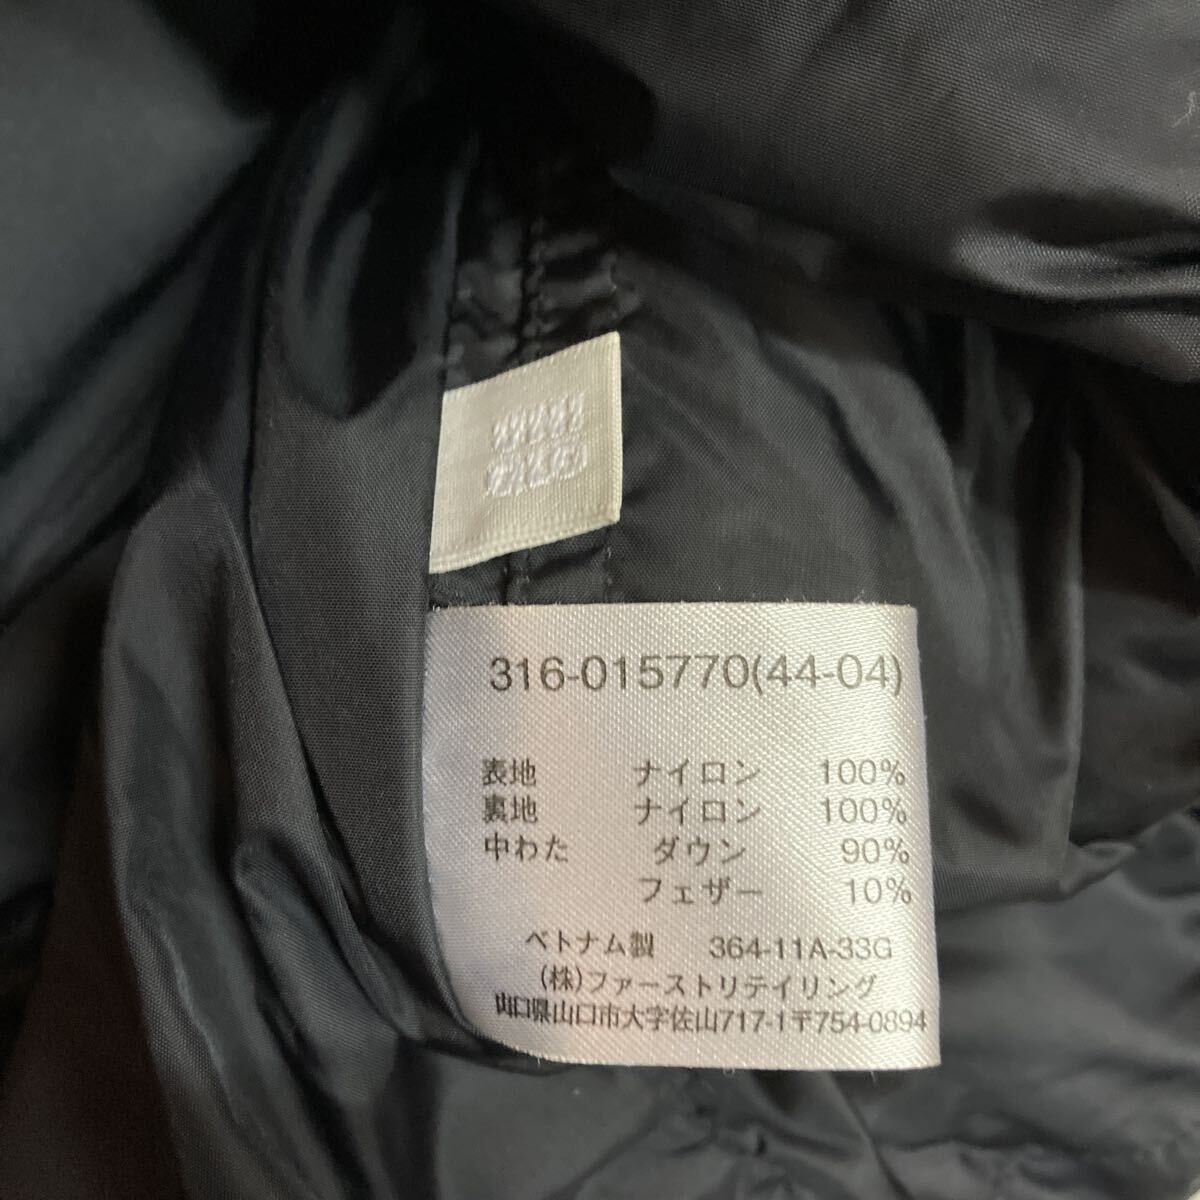 316-015770(44-04)
表地 ナイロン 100%
裏地 ナイロン 100%
中わた ダウン 90%
フェザー 10%
ベトナム製 364-11A-33G
(株)ファーストリテイリング
山口県山口市大字佐山717-1〒754-0894